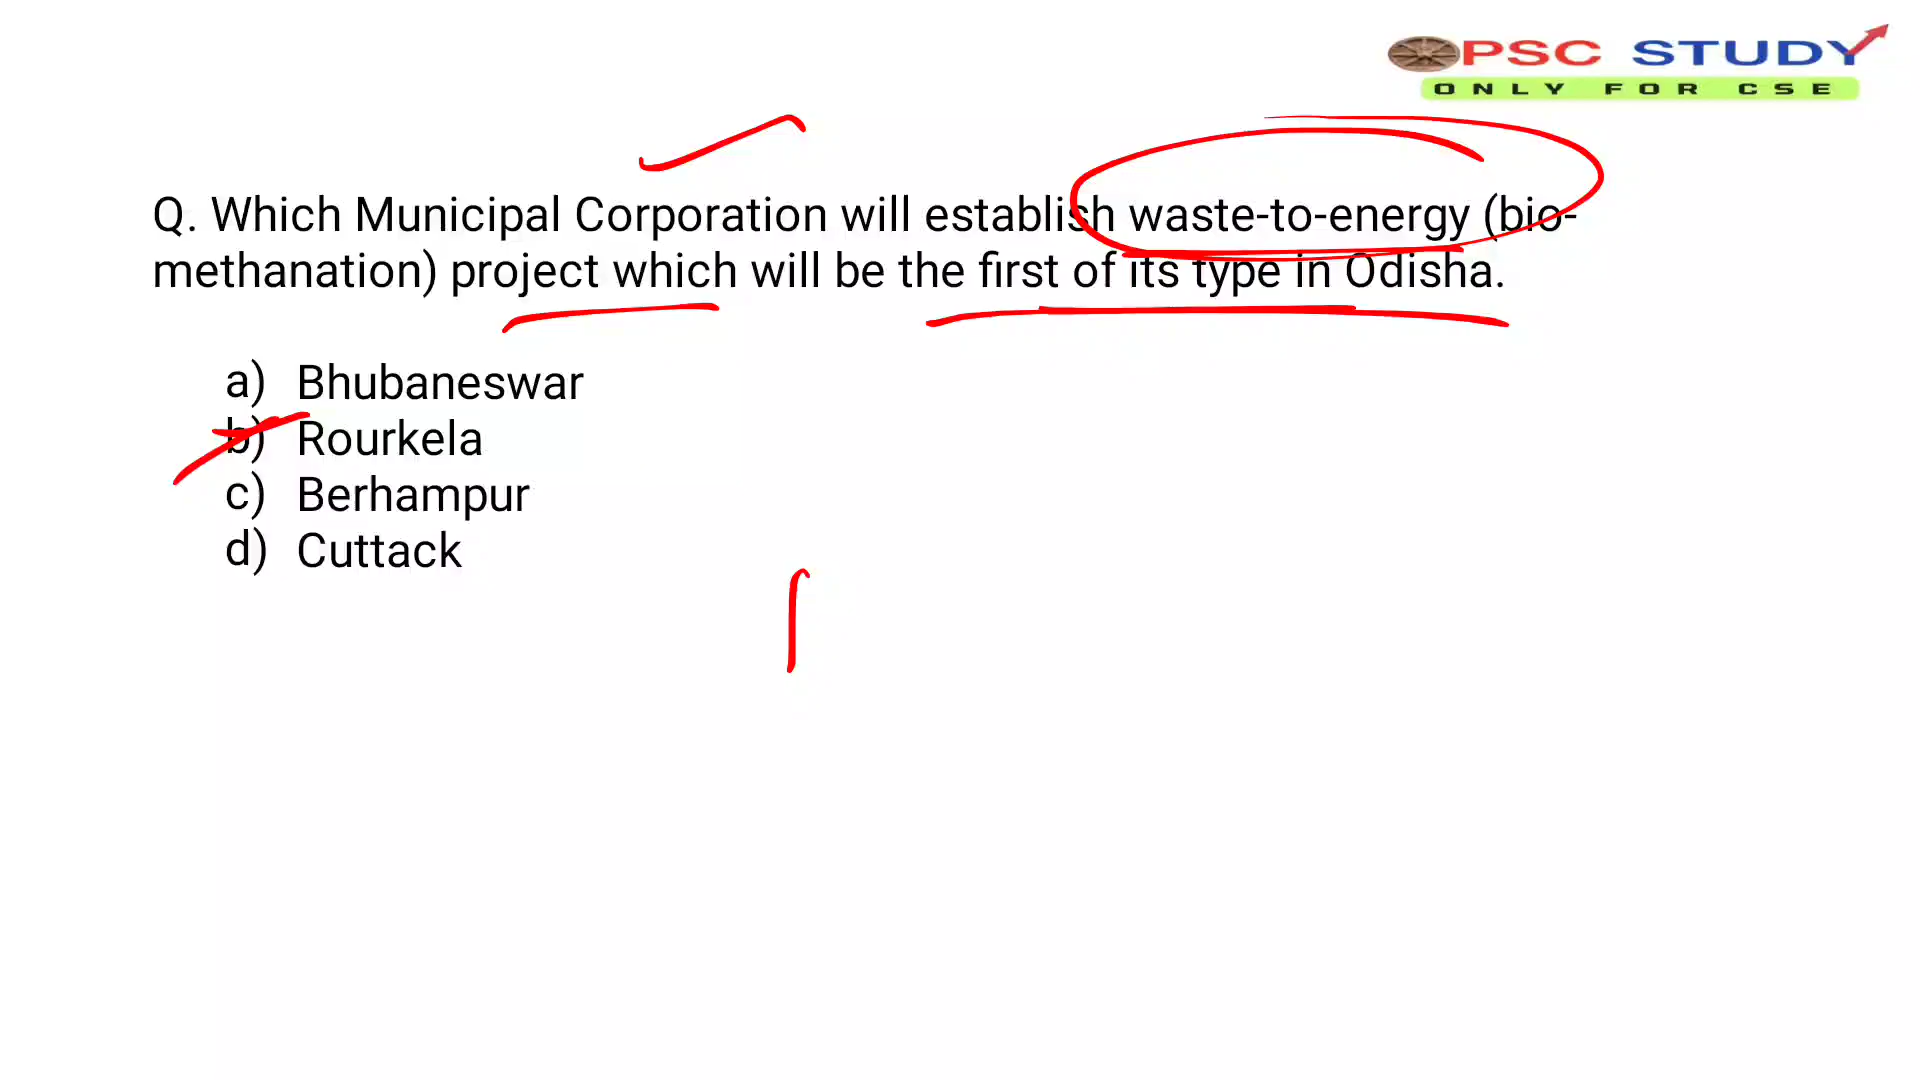 OPSC STUDY
ONLY FOR CSE
Q. Which Municipal Corporation will establish waste-to-energy (bio-
methanation) project which will be the first of its type in Odisha.
a) Bhubaneswar
b) Rourkela
c) Berhampur
d) Cuttack